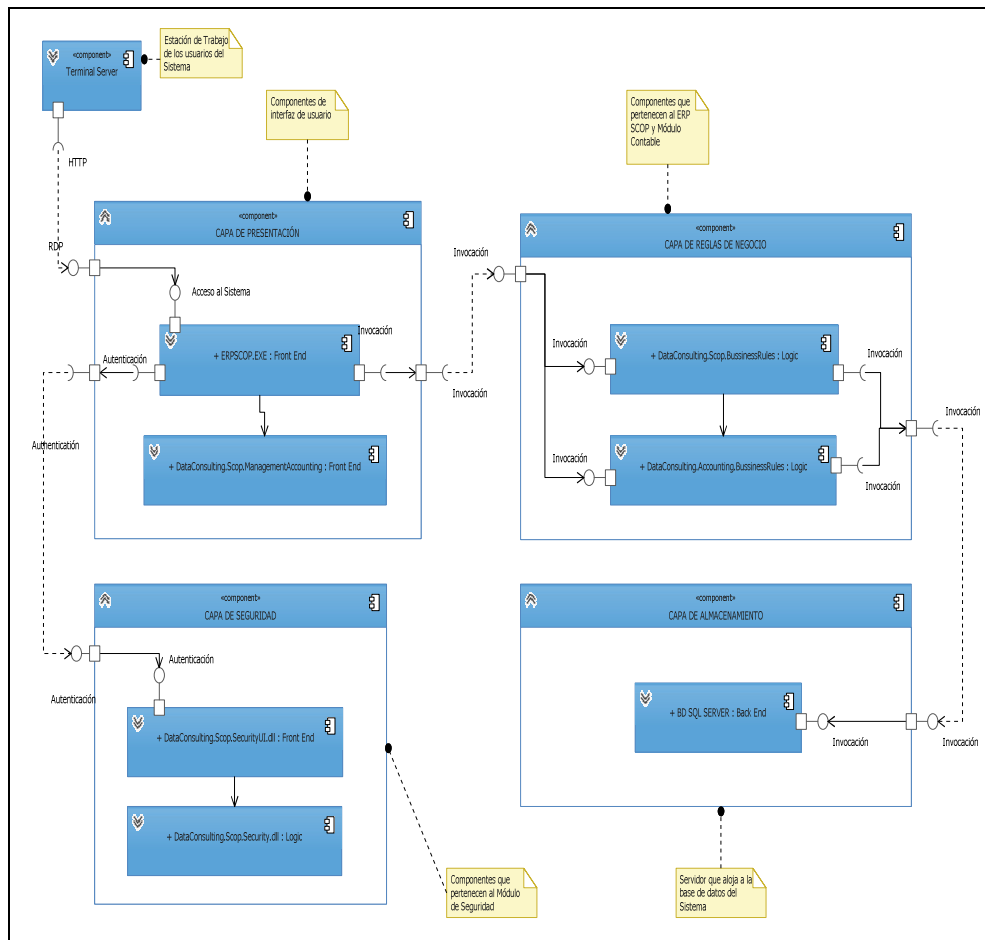 Estación de Trabajo
de los usuarios del
Sistema
«component»
Terminal Server
HTTP
Componentes de
interfaz de usuario
Componentes que
pertenecen al ERP
SCOP y Módulo
Contable
«component»
CAPA DE PRESENTACIÓN
RDP
Acceso al Sistema
+ ERPSCOP.EXE : Front End
Autenticación
Invocación
Invocación
Invocación
+ DataConsulting.Scop.ManagementAccounting : Front End
Autenticatión
«component»
CAPA DE REGLAS DE NEGOCIO
Invocación
+ DataConsulting.Scop.BussinessRules : Logic
Invocación
Invocación
Invocación
+ DataConsulting.Accounting.BussinessRules : Logic
Invocación
«component»
CAPA DE SEGURIDAD
Autenticación
Autenticación
+ DataConsulting.Scop.SecurityUI.dll : Front End
+ DataConsulting.Scop.Security.dll : Logic
«component»
CAPA DE ALMACENAMIENTO
+ BD SQL SERVER : Back End
Invocación
Invocación
Componentes que
pertenecen al Módulo
de Seguridad
Servidor que aloja a la
base de datos del
Sistema